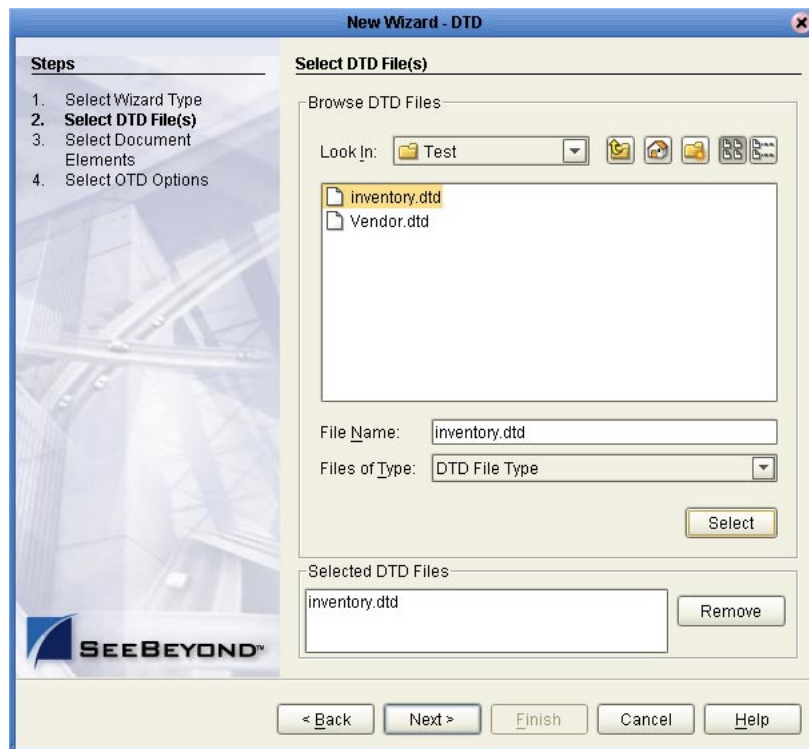 New Wizard - DTD
Steps
1. Select Wizard Type
2. Select DTD File(s)
3. Select Document
Elements
4. Select OTD Options
SEEBEYOND™
Select DTD File(s)
Browse DTD Files
Look In: Test
inventory.dtd
Vendor.dtd
File Name: inventory.dtd
Files of Type: DTD File Type
Select
Selected DTD Files
inventory.dtd
Remove
< Back Next > Finish Cancel Help